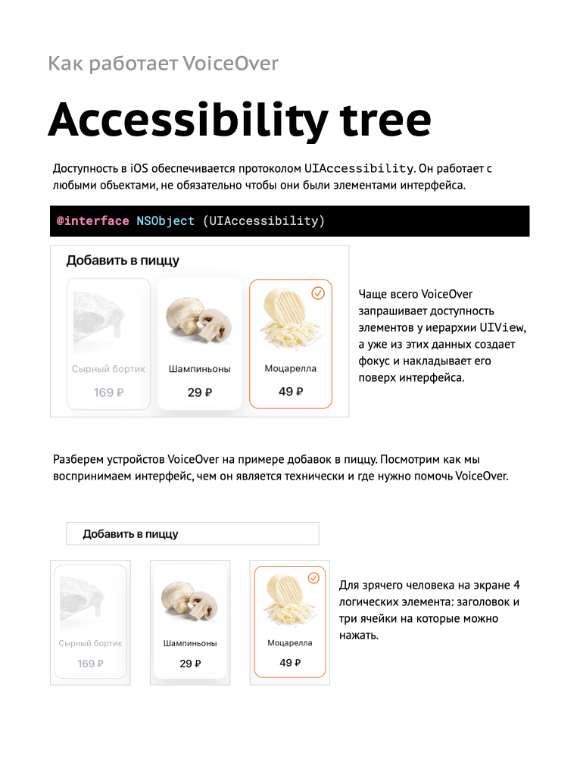 Как работает VoiceOver
Accessibility tree
Доступность в iOS обеспечивается протоколом UIAccessibility. Он работает с
любыми объектами, не обязательно чтобы они были элементами интерфейса.
@interface NSObject (UIAccessibility)
Добавить в пиццу
Сырный бортик
169 ₽
Шампиньоны
29 ₽
Моцарелла
49 ₽
Чаще всего VoiceOver
запрашивает доступность
элементов у иерархии UIView,
а уже из этих данных создает
фокус и накладывает его
поверх интерфейса.
Разберем устройстов VoiceOver на примере добавок в пиццу. Посмотрим как мы
воспринимаем интерфейс, чем он является технически и где нужно помочь VoiceOver.
Добавить в пиццу
Сырный бортик
169 ₽
Шампиньоны
29 ₽
Моцарелла
49 ₽
Для зрячего человека на экране 4
логических элемента: заголовок и
три ячейки на которые можно
нажать.